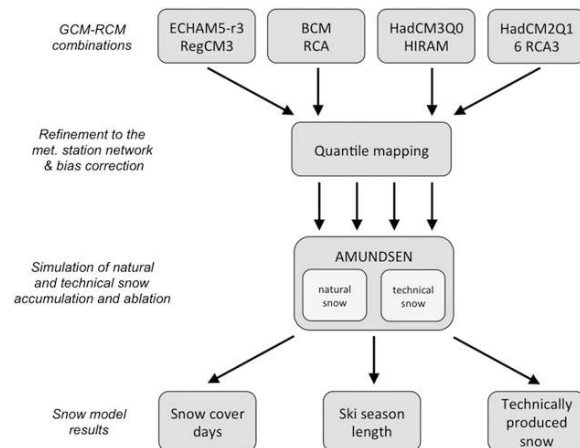 GCM-RCM
combinations
ECHAM5-r3
RegCM3
BCM
RCA
HadCM3Q0
HIRAM
HadCM2Q1
6 RCA3
Refinement to the
met. station network
& bias correction
Quantile mapping
Simulation of natural
and technical snow
accumulation and ablation
AMUNDSEN
natural
snow
technical
snow
Snow model
results
Snow cover
days
Ski season
length
Technically
produced
snow